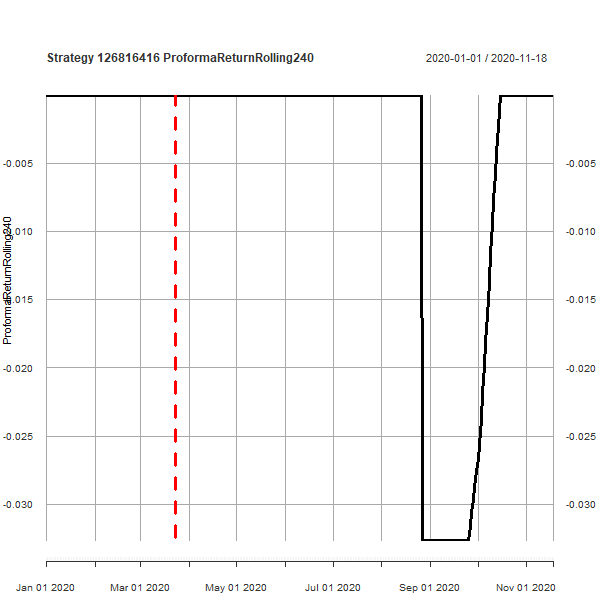 Strategy 126816416 ProformaReturnRolling240
2020-01-01 / 2020-11-18
ProformaReturnRolling240
-0.005 -0.005
-0.010 -0.010
-0.015 -0.015
-0.020 -0.020
-0.025 -0.025
-0.030 -0.030
Jan 01 2020 Mar 01 2020 May 01 2020 Jul 01 2020 Sep 01 2020 Nov 01 2020